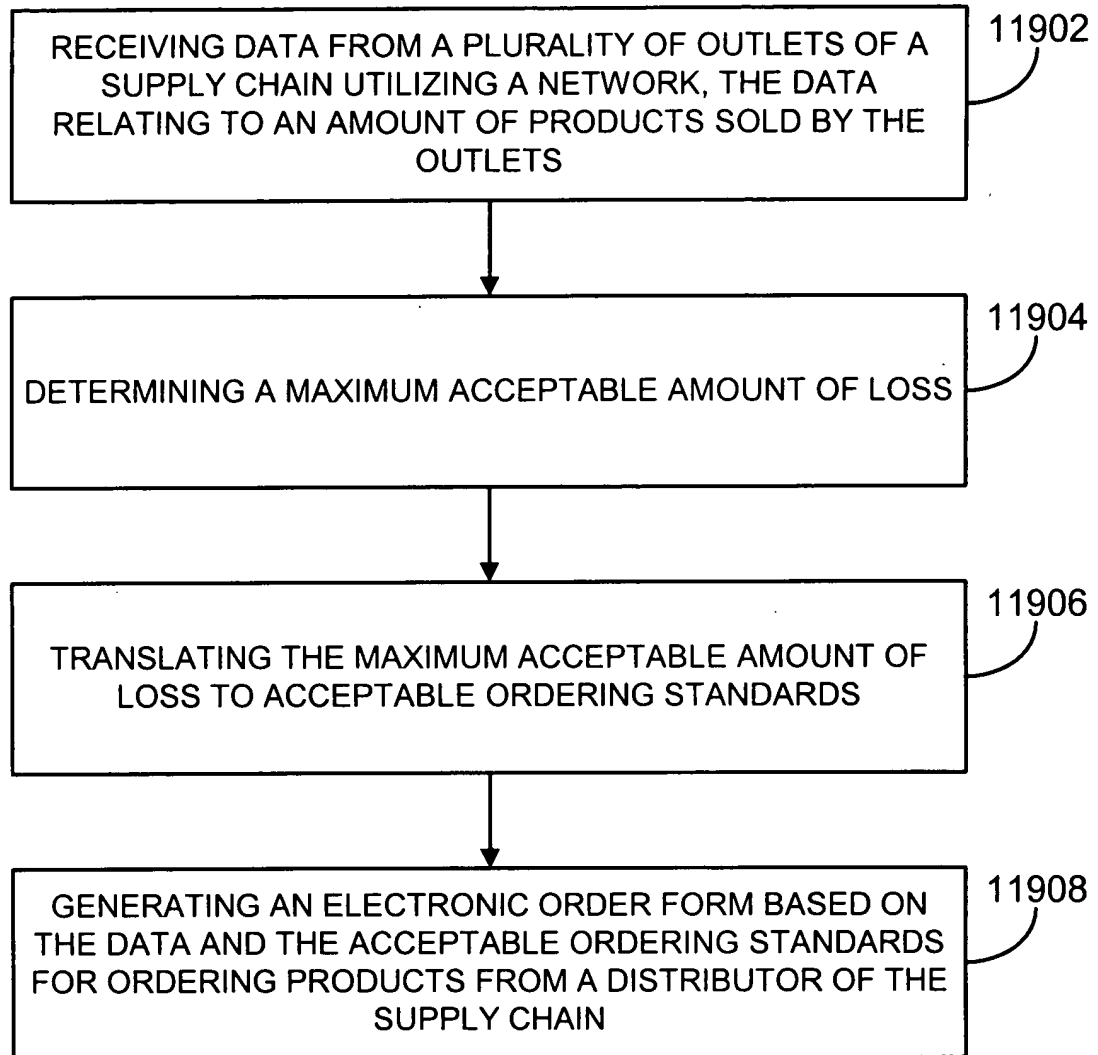 11902
RECEIVING DATA FROM A PLURALITY OF OUTLETS OF A
SUPPLY CHAIN UTILIZING A NETWORK, THE DATA
RELATING TO AN AMOUNT OF PRODUCTS SOLD BY THE
OUTLETS
11904
DETERMINING A MAXIMUM ACCEPTABLE AMOUNT OF LOSS
11906
TRANSLATING THE MAXIMUM ACCEPTABLE AMOUNT OF
LOSS TO ACCEPTABLE ORDERING STANDARDS
11908
GENERATING AN ELECTRONIC ORDER FORM BASED ON
THE DATA AND THE ACCEPTABLE ORDERING STANDARDS
FOR ORDERING PRODUCTS FROM A DISTRIBUTOR OF THE
SUPPLY CHAIN